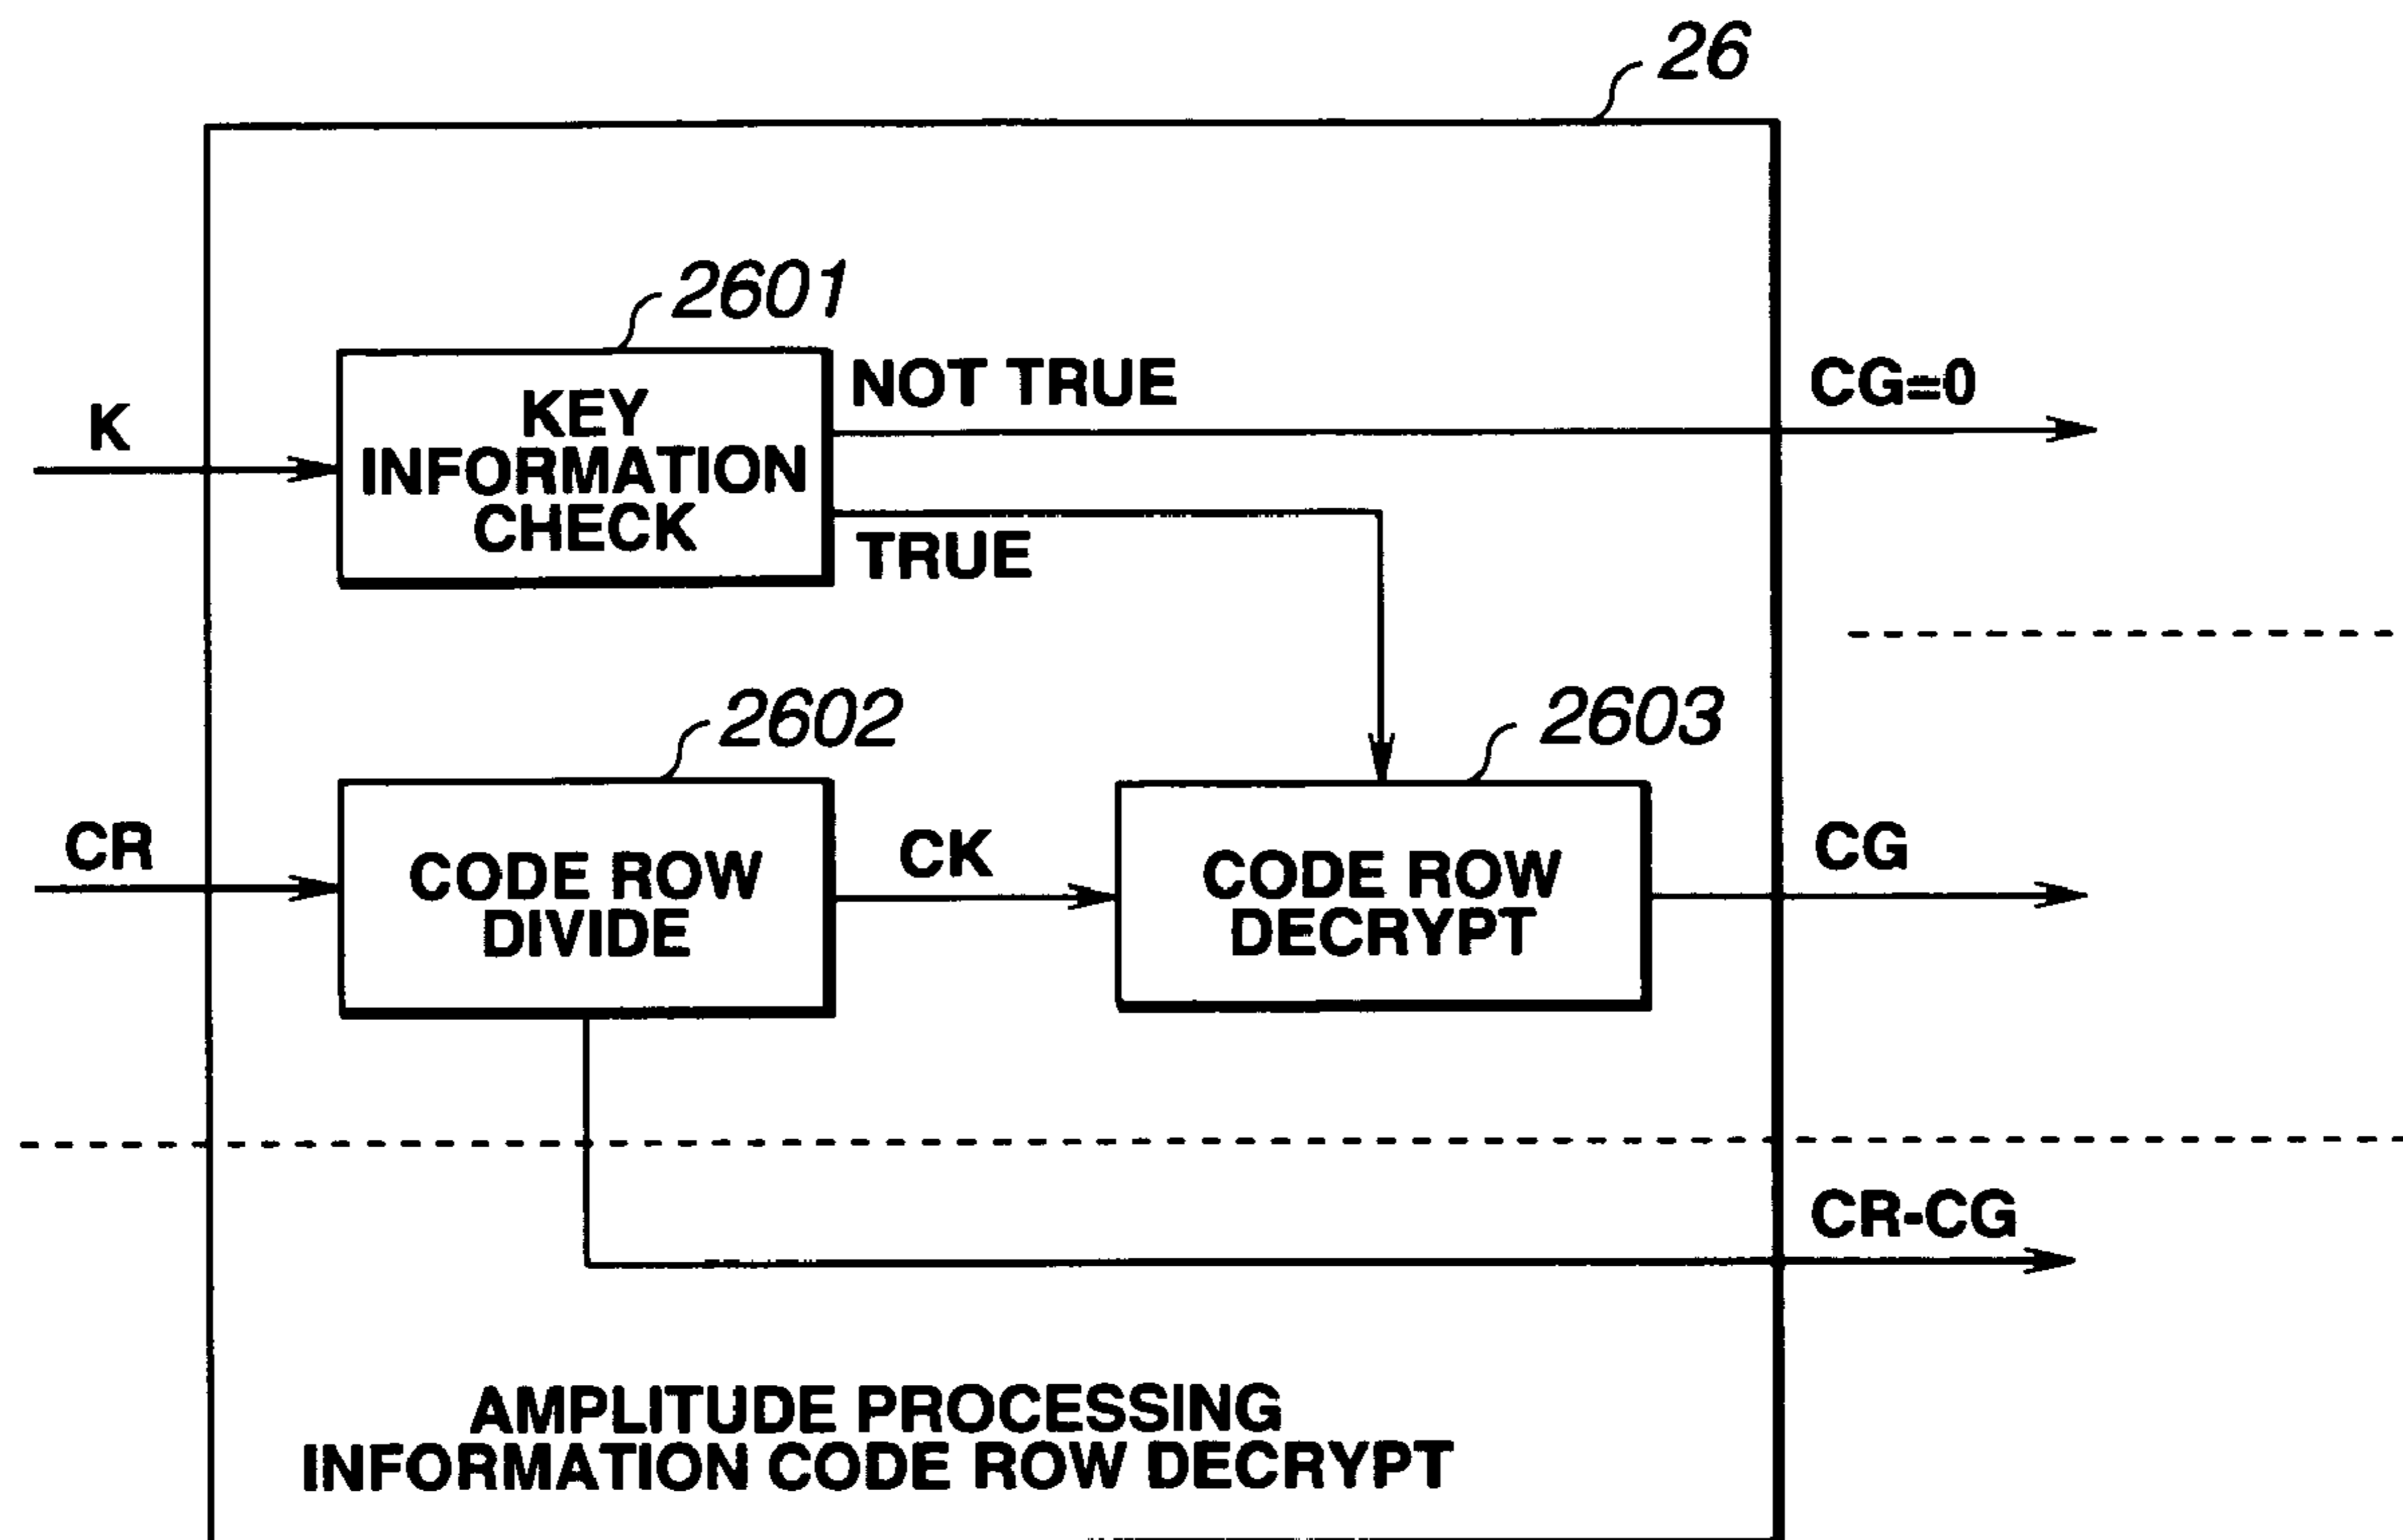 26
2601
NOT TRUE
CG=0
K
KEY
INFORMATION
CHECK
TRUE
2602
2603
CR
CODE ROW
DIVIDE
CK
CODE ROW
DECRYPT
CG
CR-CG
AMPLITUDE PROCESSING
INFORMATION CODE ROW DECRYPT